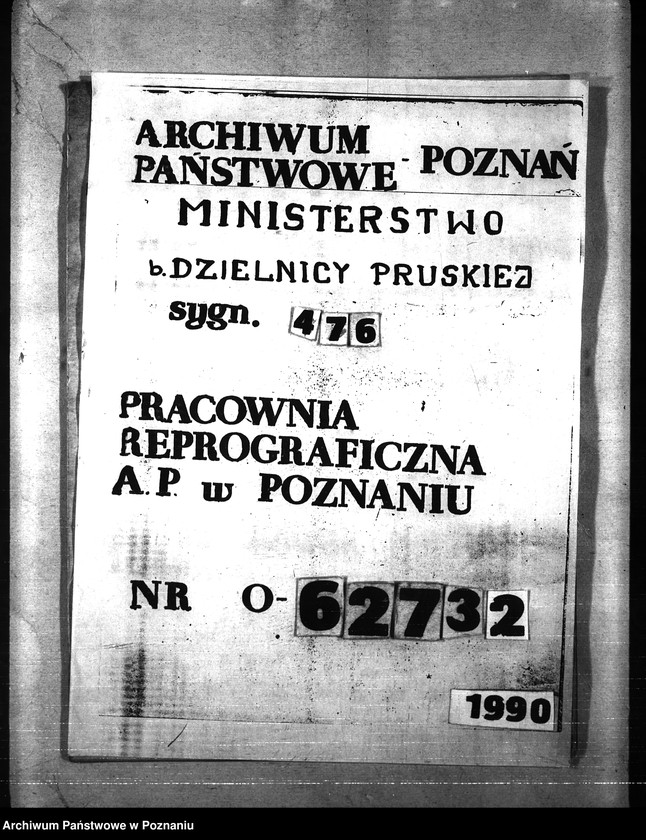 ARCHIWUM
PAŃSTWOWE - POZNAŃ
MINISTERSTWO
b. DZIELNICY PRUSKIEJ
sygn. 476
PRACOWNIA
REPROGRAFICZNA
A.P. w POZNANIU
NR O-62732
1990
Archiwum Państwowe w Poznaniu